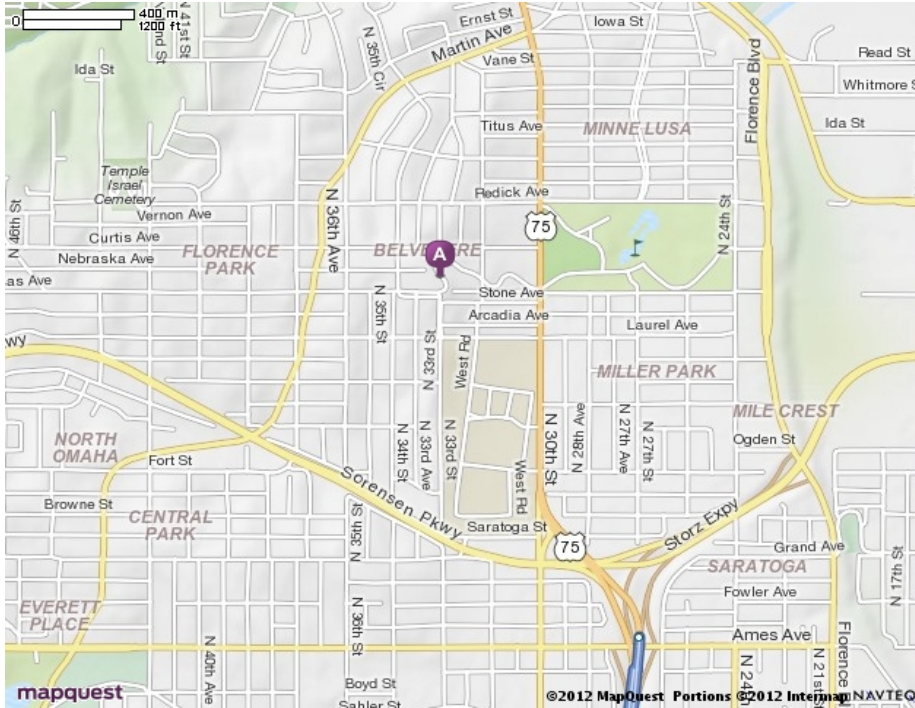 0
400 m
1200 ft
Ernst St
Iowa St
Martin Ave
N 35th Cir
N 41st St
Vane St
Florence Blvd
Read St
Whitmore S
Ida St
Ida St
Titus Ave
MINNE LUSA
Temple
Israel
Cemetery
Redick Ave
Vernon Ave
N 46th St
N 36th Ave
75
N 24th St
Curtis Ave
Nebraska Ave
FLORENCE
PARK
BELVEDERE
A
as Ave
Stone Ave
N 35th St
Arcadia Ave
Laurel Ave
wy
N 33rd St
West Rd
MILLER PARK
MILE CREST
Ogden St
NORTH
OMAHA
Fort St
N 34th St
N 33rd Ave
N 33rd St
N 30th St
N 28th Ave
N 27th Ave
N 27th St
West Rd
Sorensen Pkwy
Browne St
CENTRAL
PARK
N 35th St
Saratoga St
75
Storz Expy
Grand Ave
SARATOGA
N 17th St
Fowler Ave
EVERETT
PLACE
N 36th St
N 40th Ave
Ames Ave
N 24th
N 21st St
Florence
Boyd St
Sahler St
mapquest
©2012 MapQuest Portions ©2012 Intermap NAVTEQ